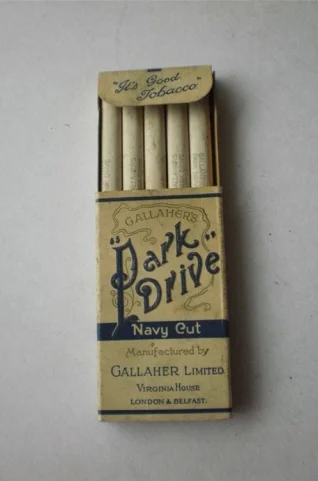 "It's Good
Tobacco"
GALLAHER'S
"Park
Drive"
Navy Cut
Manufactured by
GALLAHER LIMITED
VIRGINIA HOUSE
LONDON & BELFAST.